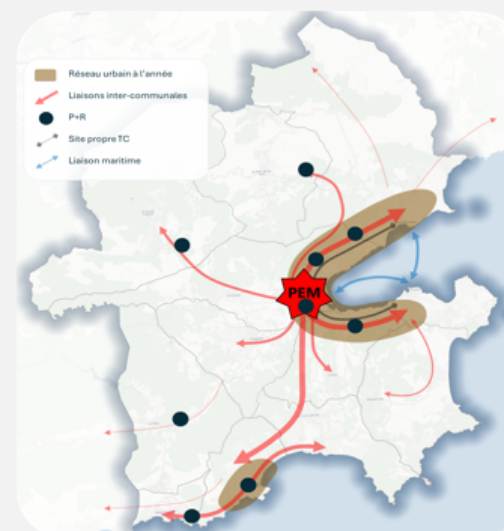 Réseau urbain à l'année
Liaisons inter-communales
P+R
Site propre TC
Liaison maritime
PEM